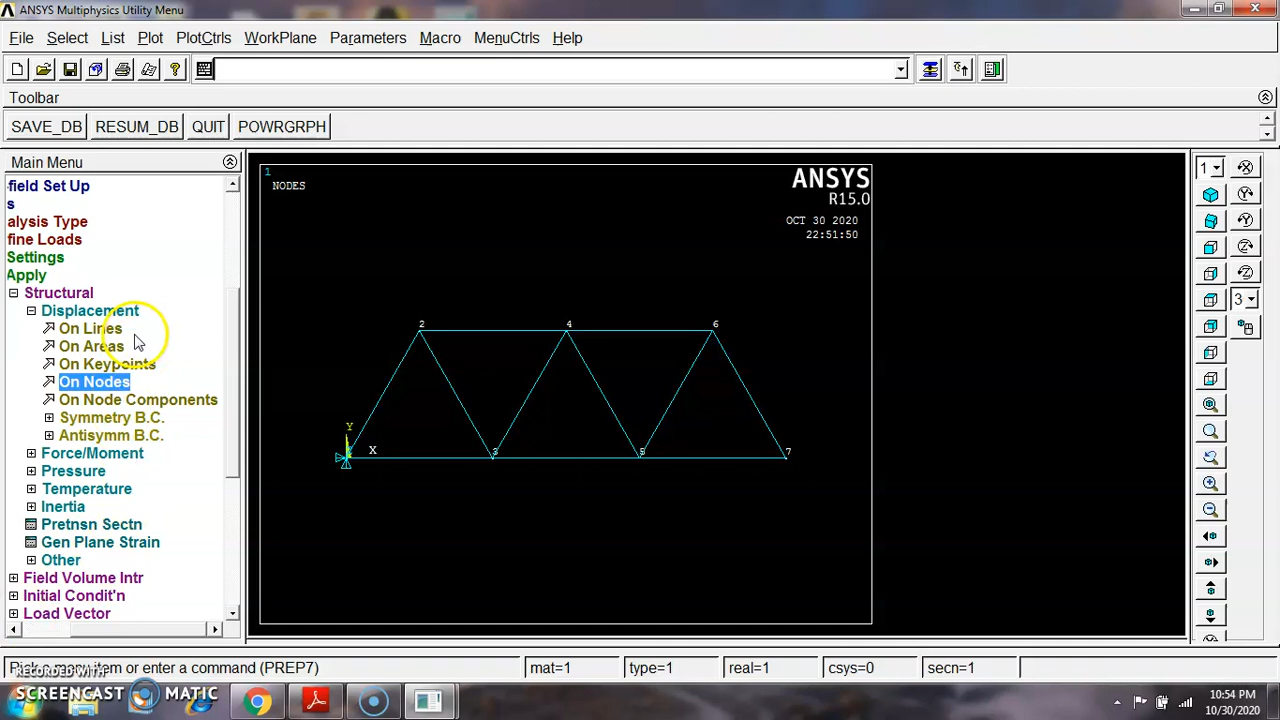 ANSYS Multiphysics Utility Menu
File Select List Plot PlotCtrls WorkPlane Parameters Macro MenuCtrls Help
Toolbar
SAVE_DB RESUM_DB QUIT POWRGRPH
Main Menu
field Set Up
s
alysis Type
fine Loads
Settings
Apply
Structural
Displacement
On Lines
On Areas
On Keypoints
On Nodes
On Node Components
Symmetry B.C.
Antisymm B.C.
Force/Moment
Pressure
Temperature
Inertia
Pretnsn Sectn
Gen Plane Strain
Other
Field Volume Intr
Initial Condit'n
Load Vector
1
NODES
ANSYS
R15.0
OCT 30 2020
22:51:50
2 4 6
Y
X 3 5 7
1
3
mat=1 type=1 real=1 csys=0 secn=1
Pick a menu item or enter a command (PREP7)
RECORDED WITH
SCREENCAST MATIC
10:54 PM
10/30/2020